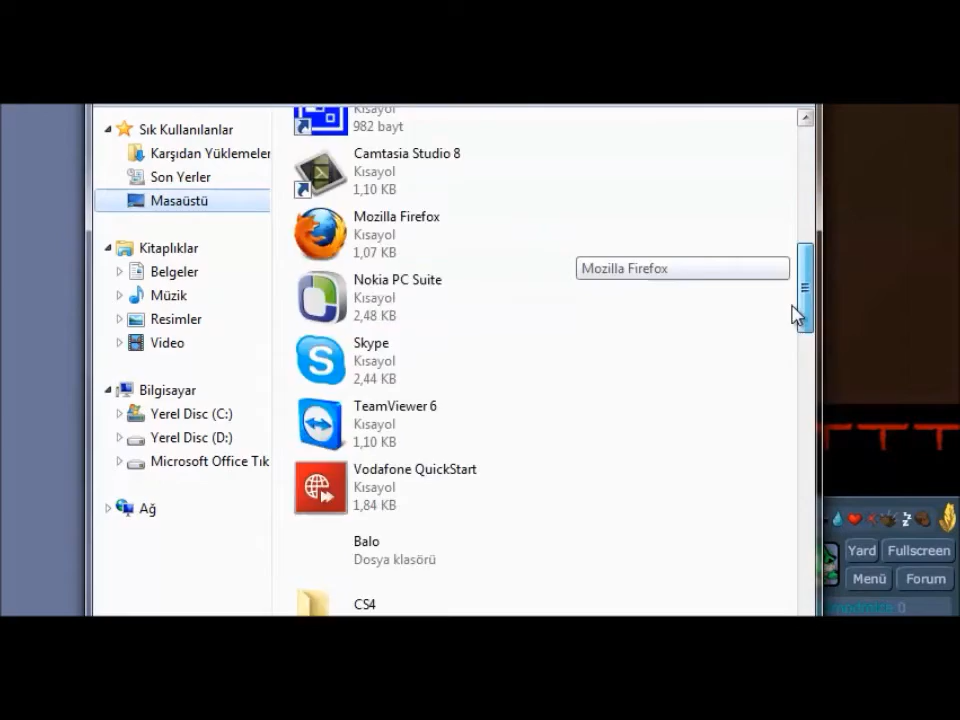 Sık Kullanılanlar
Karşıdan Yüklemeler
Son Yerler
Masaüstü
Kitaplıklar
Belgeler
Müzik
Resimler
Video
Bilgisayar
Yerel Disc (C:)
Yerel Disc (D:)
Microsoft Office Tık
Ağ
Kısayol
982 bayt
Camtasia Studio 8
Kısayol
1,10 KB
Mozilla Firefox
Kısayol
1,07 KB
Nokia PC Suite
Kısayol
2,48 KB
Skype
Kısayol
2,44 KB
TeamViewer 6
Kısayol
1,10 KB
Vodafone QuickStart
Kısayol
1,84 KB
Balo
Dosya klasörü
CS4
Mozilla Firefox
Yard
Fullscreen
Menü
Forum